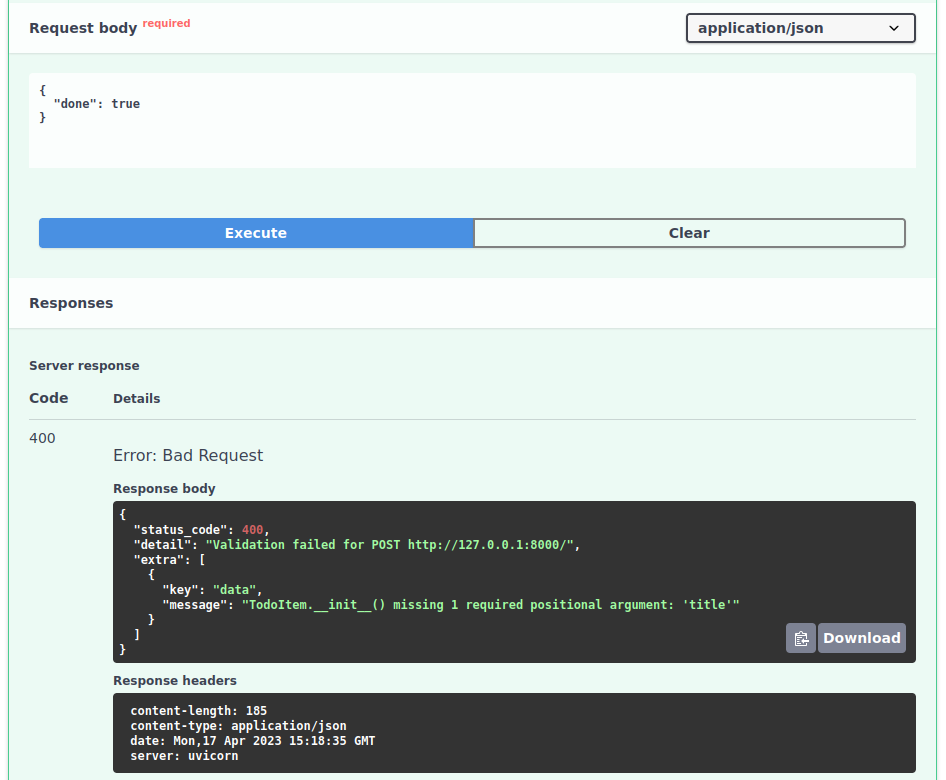 Request body required
application/json
{
  "done": true
}
Execute
Clear
Responses
Server response
Code
Details
400
Error: Bad Request
Response body
{
  "status_code": 400,
  "detail": "Validation failed for POST http://127.0.0.1:8000/",
  "extra": [
    {
      "key": "data",
      "message": "TodoItem.__init__() missing 1 required positional argument: 'title'"
    }
  ]
}
Download
Response headers
content-length: 185
content-type: application/json
date: Mon,17 Apr 2023 15:18:35 GMT
server: uvicorn